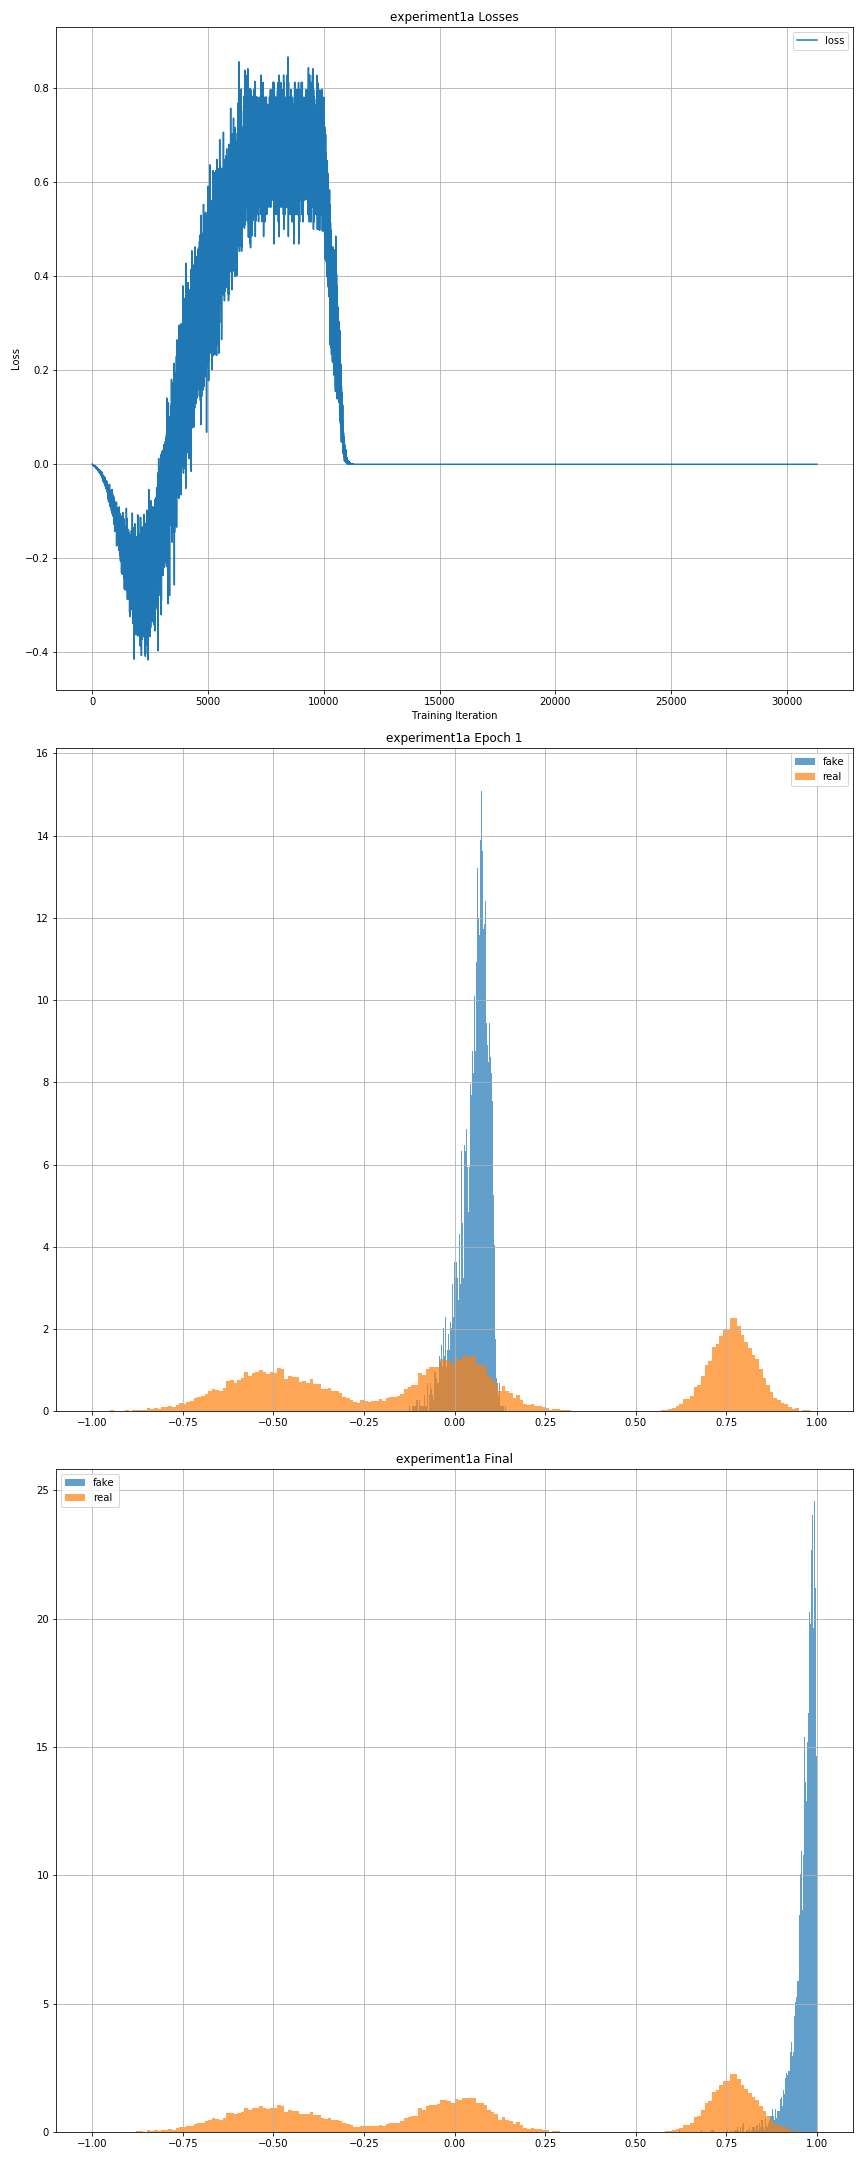 experiment1a Losses
loss
0.8
0.6
0.4
0.2
0.0
−0.2
−0.4
Loss
0 5000 10000 15000 20000 25000 30000
Training Iteration
experiment1a Epoch 1
fake
real
16
14
12
10
8
6
4
2
0
−1.00 −0.75 −0.50 −0.25 0.00 0.25 0.50 0.75 1.00
experiment1a Final
fake
real
25
20
15
10
5
0
−1.00 −0.75 −0.50 −0.25 0.00 0.25 0.50 0.75 1.00